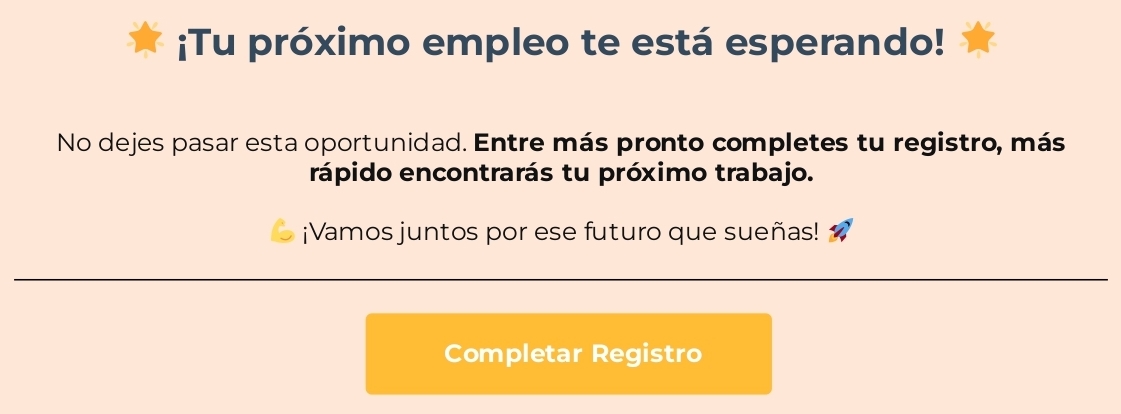 🌟 ¡Tu próximo empleo te está esperando! 🌟
No dejes pasar esta oportunidad. Entre más pronto completes tu registro, más
rápido encontrarás tu próximo trabajo.
💪 ¡Vamos juntos por ese futuro que sueñas! 🚀
Completar Registro